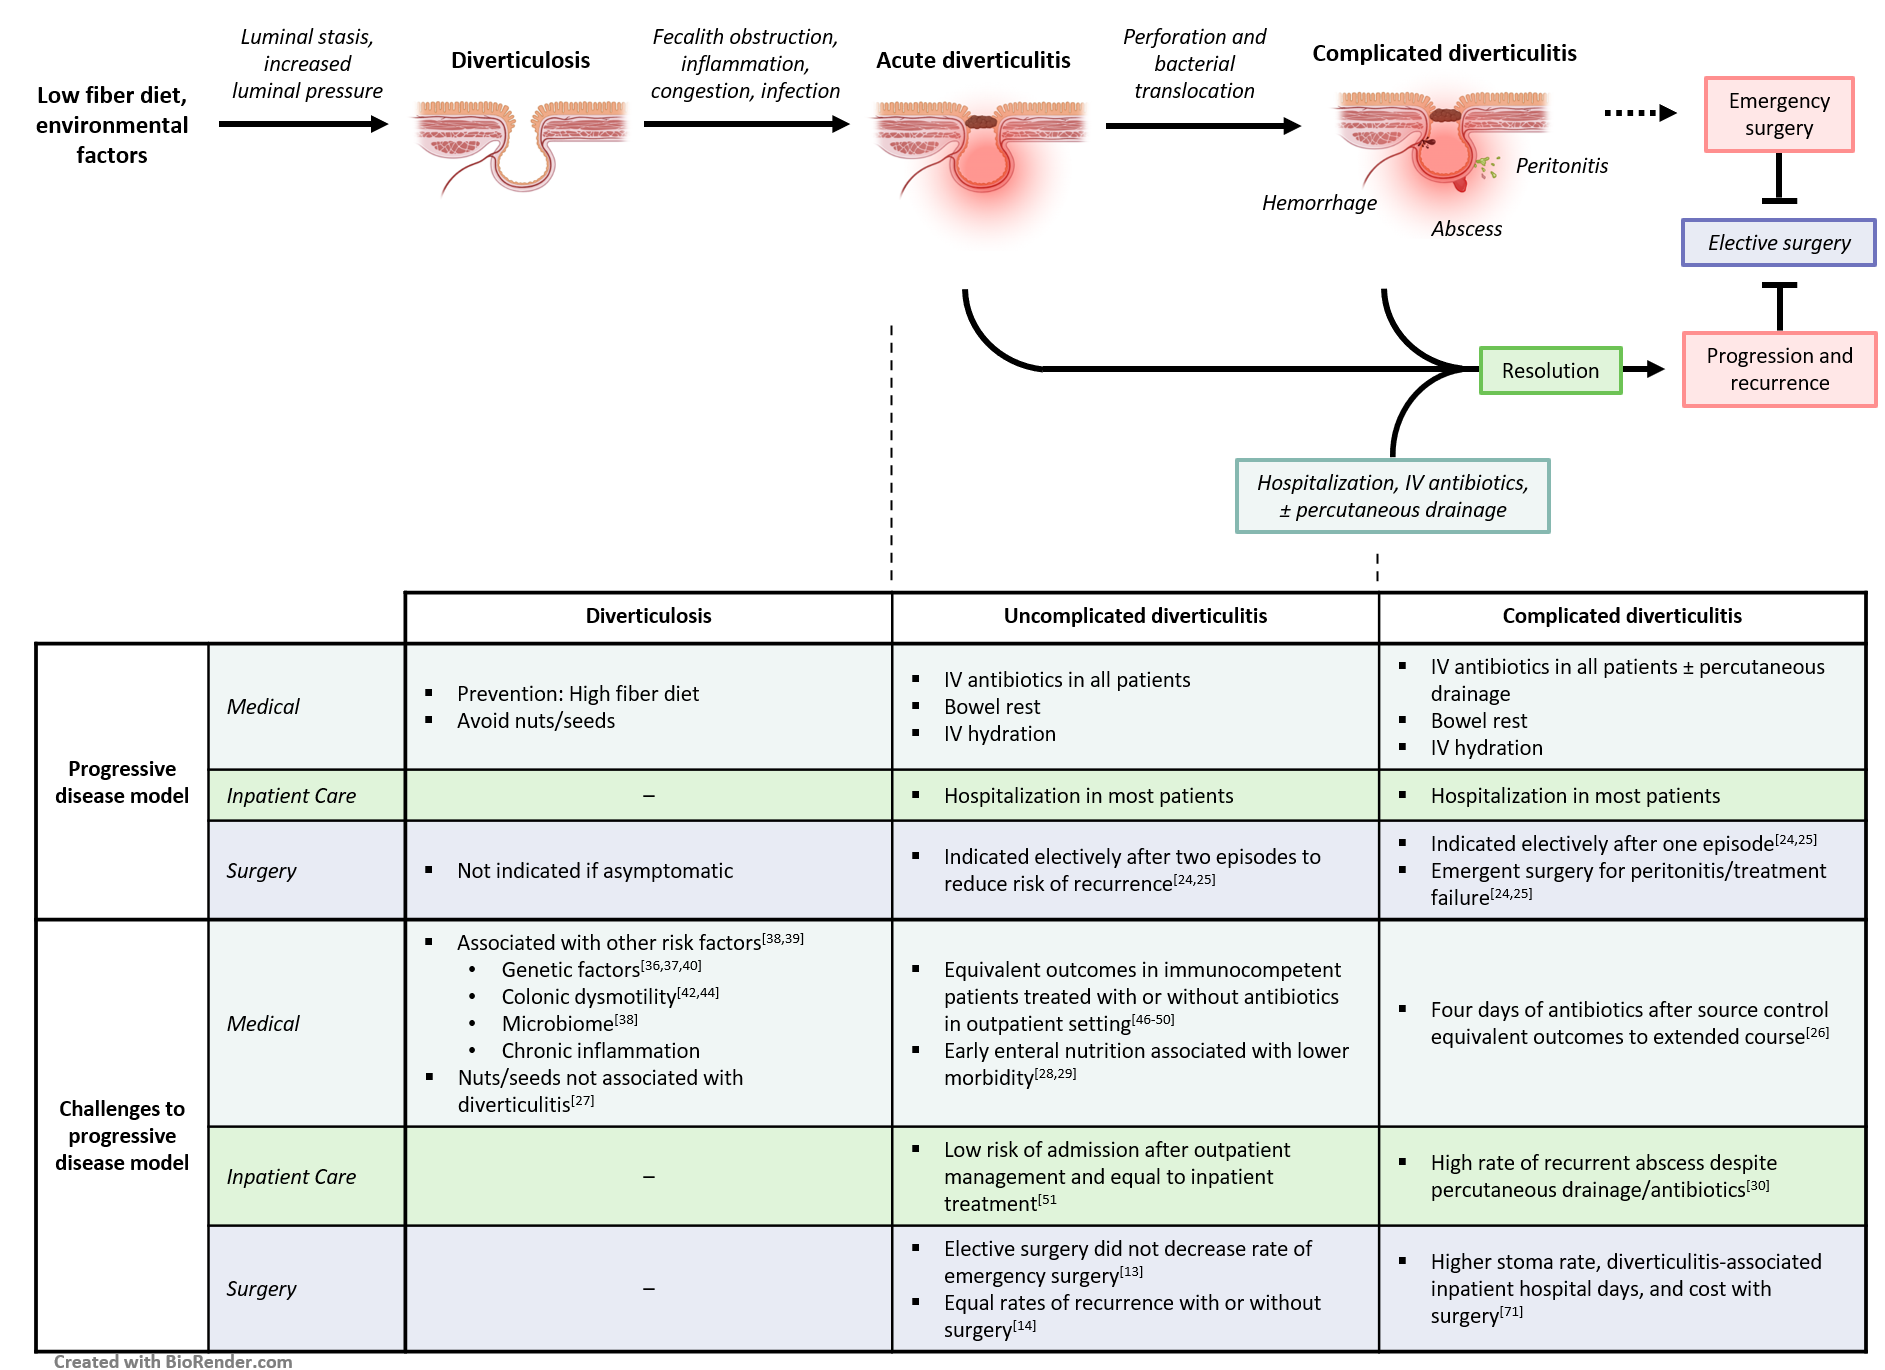 Low fiber diet,
environmental
factors
Luminal stasis,
increased
luminal pressure
Diverticulosis
Fecalith obstruction,
inflammation,
congestion, infection
Acute diverticulitis
Perforation and
bacterial
translocation
Complicated diverticulitis
Hemorrhage
Abscess
Peritonitis
Emergency
surgery
Elective surgery
Progression and
recurrence
Resolution
Hospitalization, IV antibiotics,
± percutaneous drainage
Diverticulosis
Uncomplicated diverticulitis
Complicated diverticulitis
Progressive
disease model
Medical
▪ Prevention: High fiber diet
▪ Avoid nuts/seeds
▪ IV antibiotics in all patients
▪ Bowel rest
▪ IV hydration
▪ IV antibiotics in all patients ± percutaneous
drainage
▪ Bowel rest
▪ IV hydration
Inpatient Care
–
▪ Hospitalization in most patients
▪ Hospitalization in most patients
Surgery
▪ Not indicated if asymptomatic
▪ Indicated electively after two episodes to
reduce risk of recurrence[24,25]
▪ Indicated electively after one episode[24,25]
▪ Emergent surgery for peritonitis/treatment
failure[24,25]
Challenges to
progressive
disease model
Medical
▪ Associated with other risk factors[38,39]
• Genetic factors[36,37,40]
• Colonic dysmotility[42,44]
• Microbiome[38]
• Chronic inflammation
▪ Nuts/seeds not associated with
diverticulitis[27]
▪ Equivalent outcomes in immunocompetent
patients treated with or without antibiotics
in outpatient setting[46-50]
▪ Early enteral nutrition associated with lower
morbidity[28,29]
▪ Four days of antibiotics after source control
equivalent outcomes to extended course[26]
Inpatient Care
–
▪ Low risk of admission after outpatient
management and equal to inpatient
treatment[51
▪ High rate of recurrent abscess despite
percutaneous drainage/antibiotics[30]
Surgery
–
▪ Elective surgery did not decrease rate of
emergency surgery[13]
▪ Equal rates of recurrence with or without
surgery[14]
▪ Higher stoma rate, diverticulitis-associated
inpatient hospital days, and cost with
surgery[71]
Created with BioRender.com